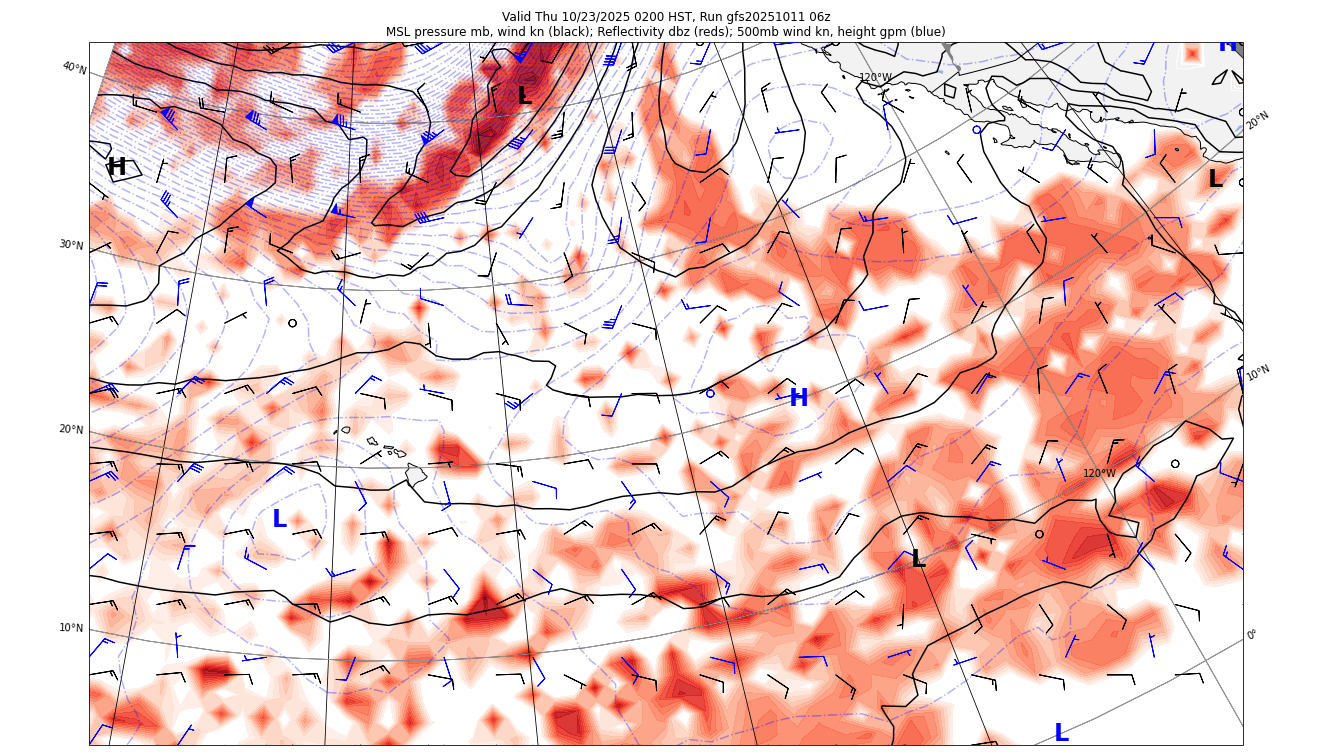 Valid Thu 10/23/2025 0200 HST, Run gfs20251011 06z
MSL pressure mb, wind kn (black); Reflectivity dbz (reds); 500mb wind kn, height gpm (blue)
H
40°N
120°W
L
20°N
H
L
30°N
10°N
H
20°N
120°W
L
L
10°N
0°
L